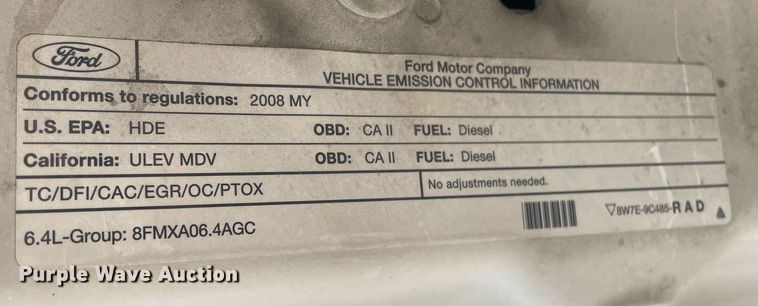 Ford
Ford Motor Company
VEHICLE EMISSION CONTROL INFORMATION
Conforms to regulations: 2008 MY
U.S. EPA: HDE OBD: CA II FUEL: Diesel
California: ULEV MDV OBD: CA II FUEL: Diesel
TC/DFI/CAC/EGR/OC/PTOX No adjustments needed.
6.4L-Group: 8FMXA06.4AGC ▽8W7E-9C485-R A D ▲
Purple Wave Auction